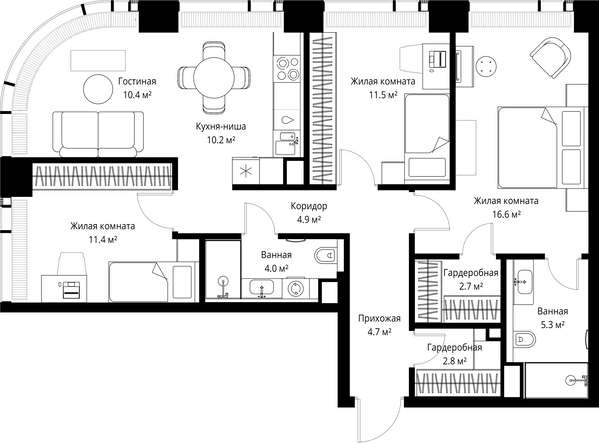 Гостиная
10.4 м²
Кухня-ниша
10.2 м²
Жилая комната
11.5 м²
Жилая комната
16.6 м²
Коридор
4.9 м²
Жилая комната
11.4 м²
Ванная
4.0 м²
Гардеробная
2.7 м²
Ванная
5.3 м²
Прихожая
4.7 м²
Гардеробная
2.8 м²